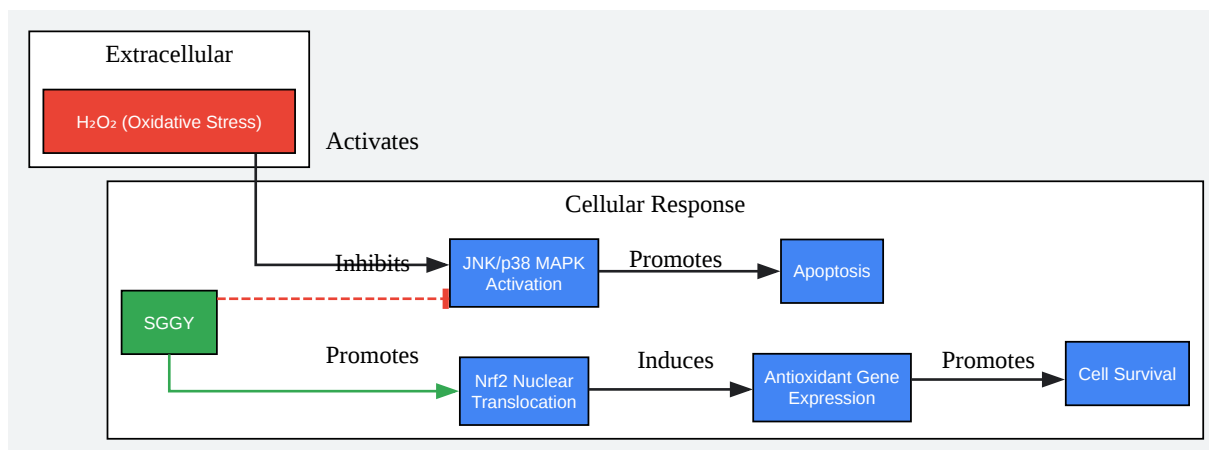 Extracellular
H₂O₂ (Oxidative Stress)
Activates
Cellular Response
Inhibits
JNK/p38 MAPK
Activation
Promotes
Apoptosis
SGGY
Promotes
Nrf2 Nuclear
Translocation
Induces
Antioxidant Gene
Expression
Promotes
Cell Survival